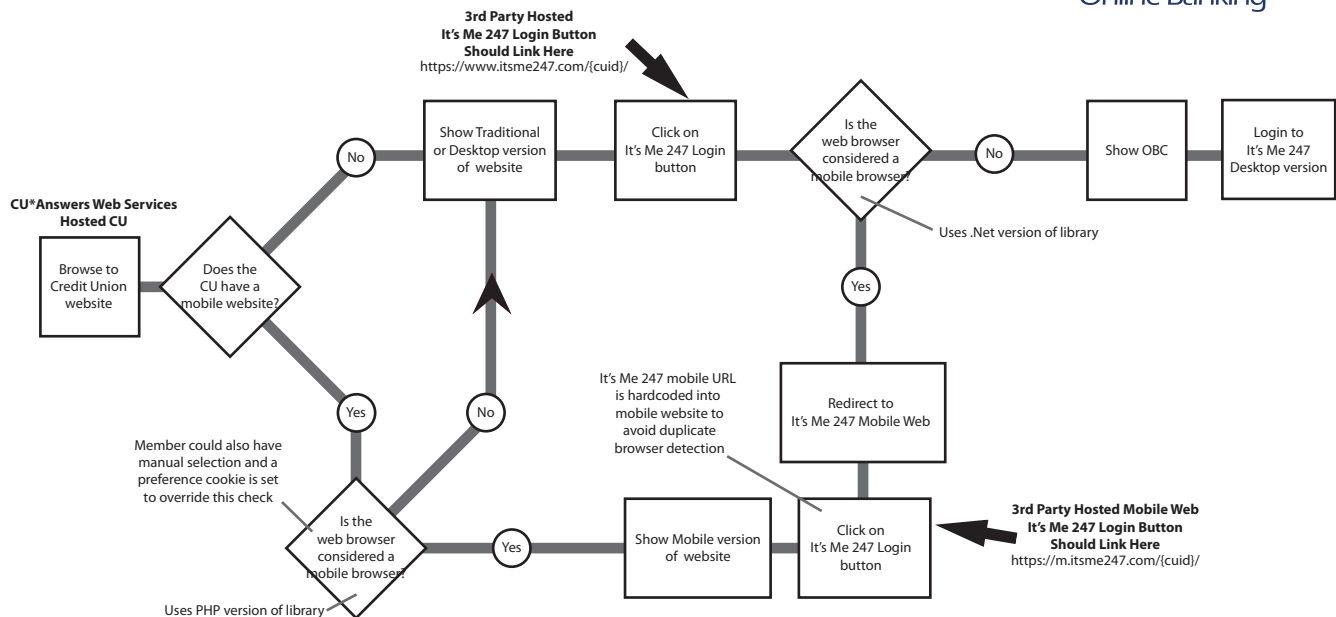 Online Banking
3rd Party Hosted
It's Me 247 Login Button
Should Link Here
https://www.itsme247.com/{cuid}/
No
Show Traditional
or Desktop version
of website
Click on
It's Me 247 Login
button
Is the
web browser
considered a
mobile browser?
No
Show OBC
Login to
It's Me 247
Desktop version
Uses .Net version of library
CU*Answers Web Services
Hosted CU
Browse to
Credit Union
website
Does the
CU have a
mobile website?
Yes
Yes
No
It's Me 247 mobile URL
is hardcoded into
mobile website to
avoid duplicate
browser detection
Redirect to
It's Me 247 Mobile Web
Member could also have
manual selection and a
preference cookie is set
to override this check
Is the
web browser
considered a
mobile browser?
Uses PHP version of library
Yes
Show Mobile version
of website
Click on
It's Me 247 Login
button
3rd Party Hosted Mobile Web
It's Me 247 Login Button
Should Link Here
https://m.itsme247.com/{cuid}/